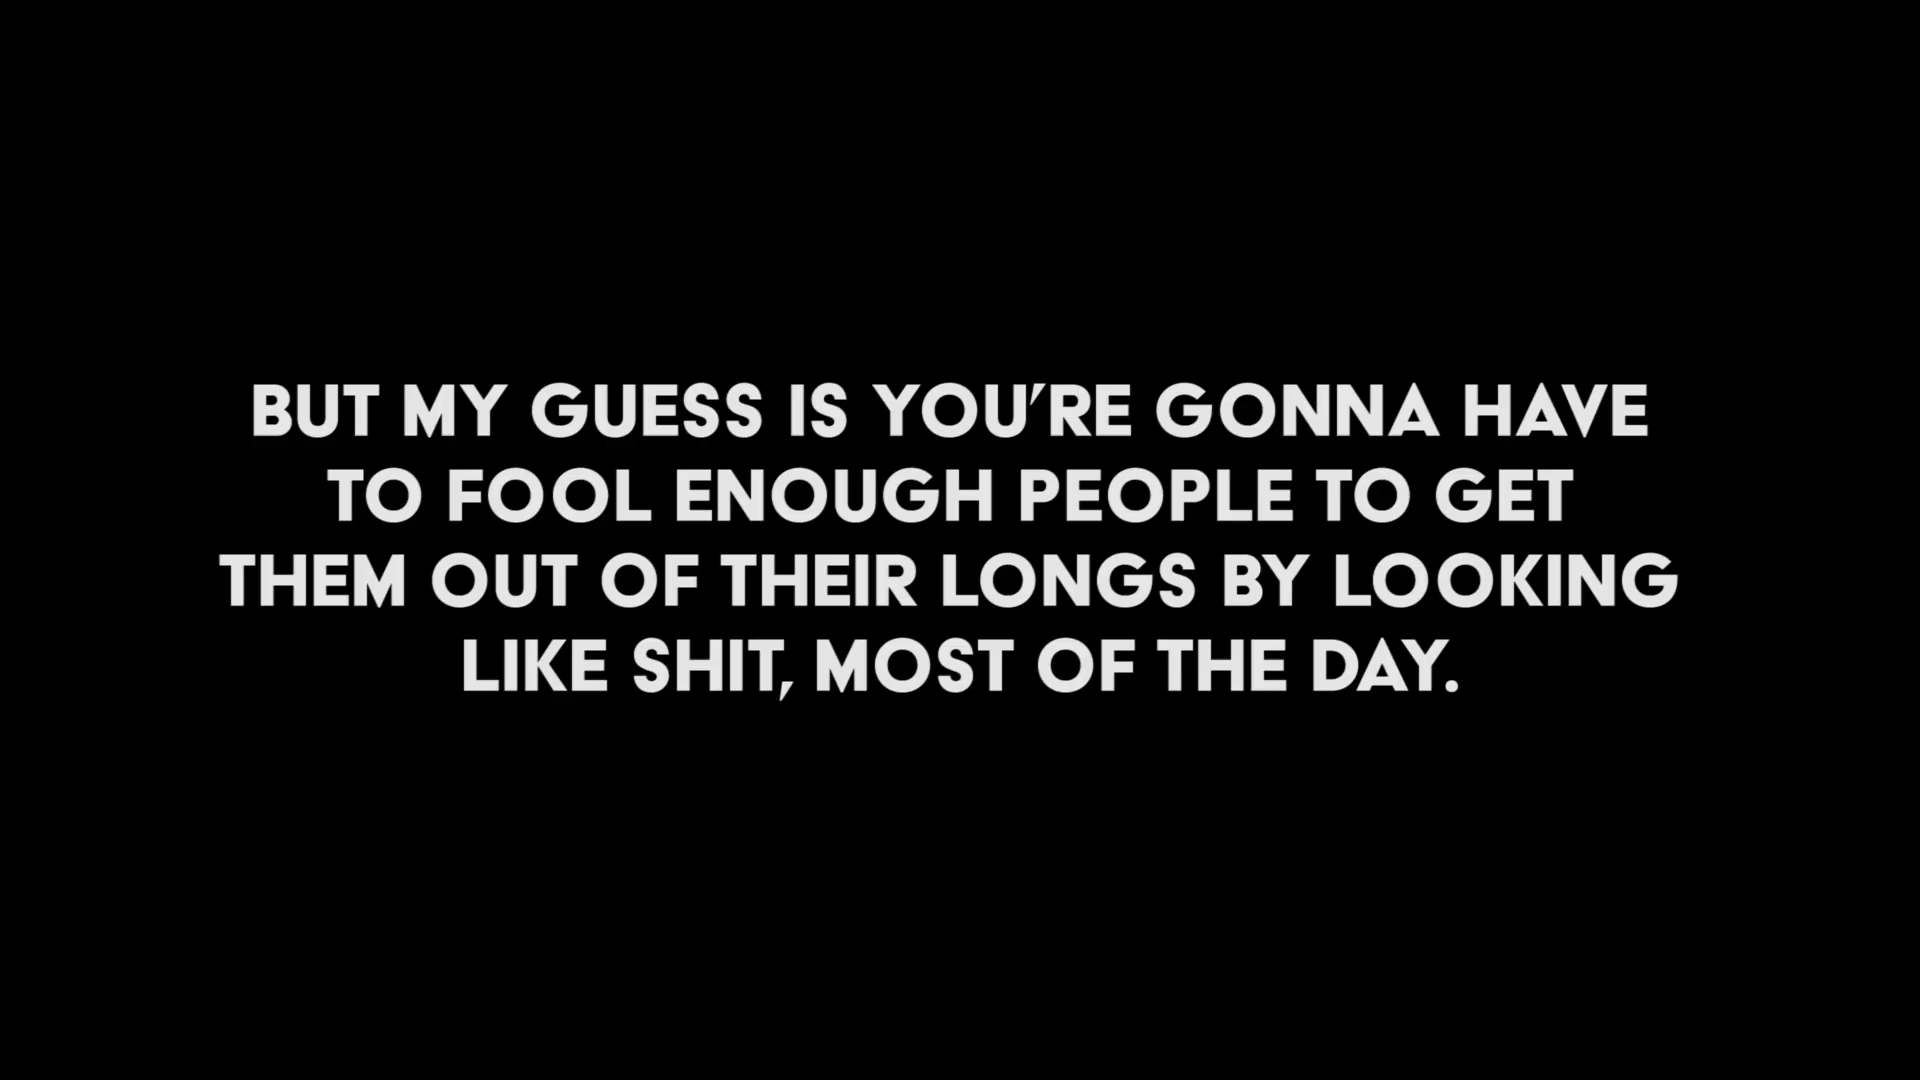 BUT MY GUESS IS YOU’RE GONNA HAVE
TO FOOL ENOUGH PEOPLE TO GET
THEM OUT OF THEIR LONGS BY LOOKING
LIKE SHIT, MOST OF THE DAY.